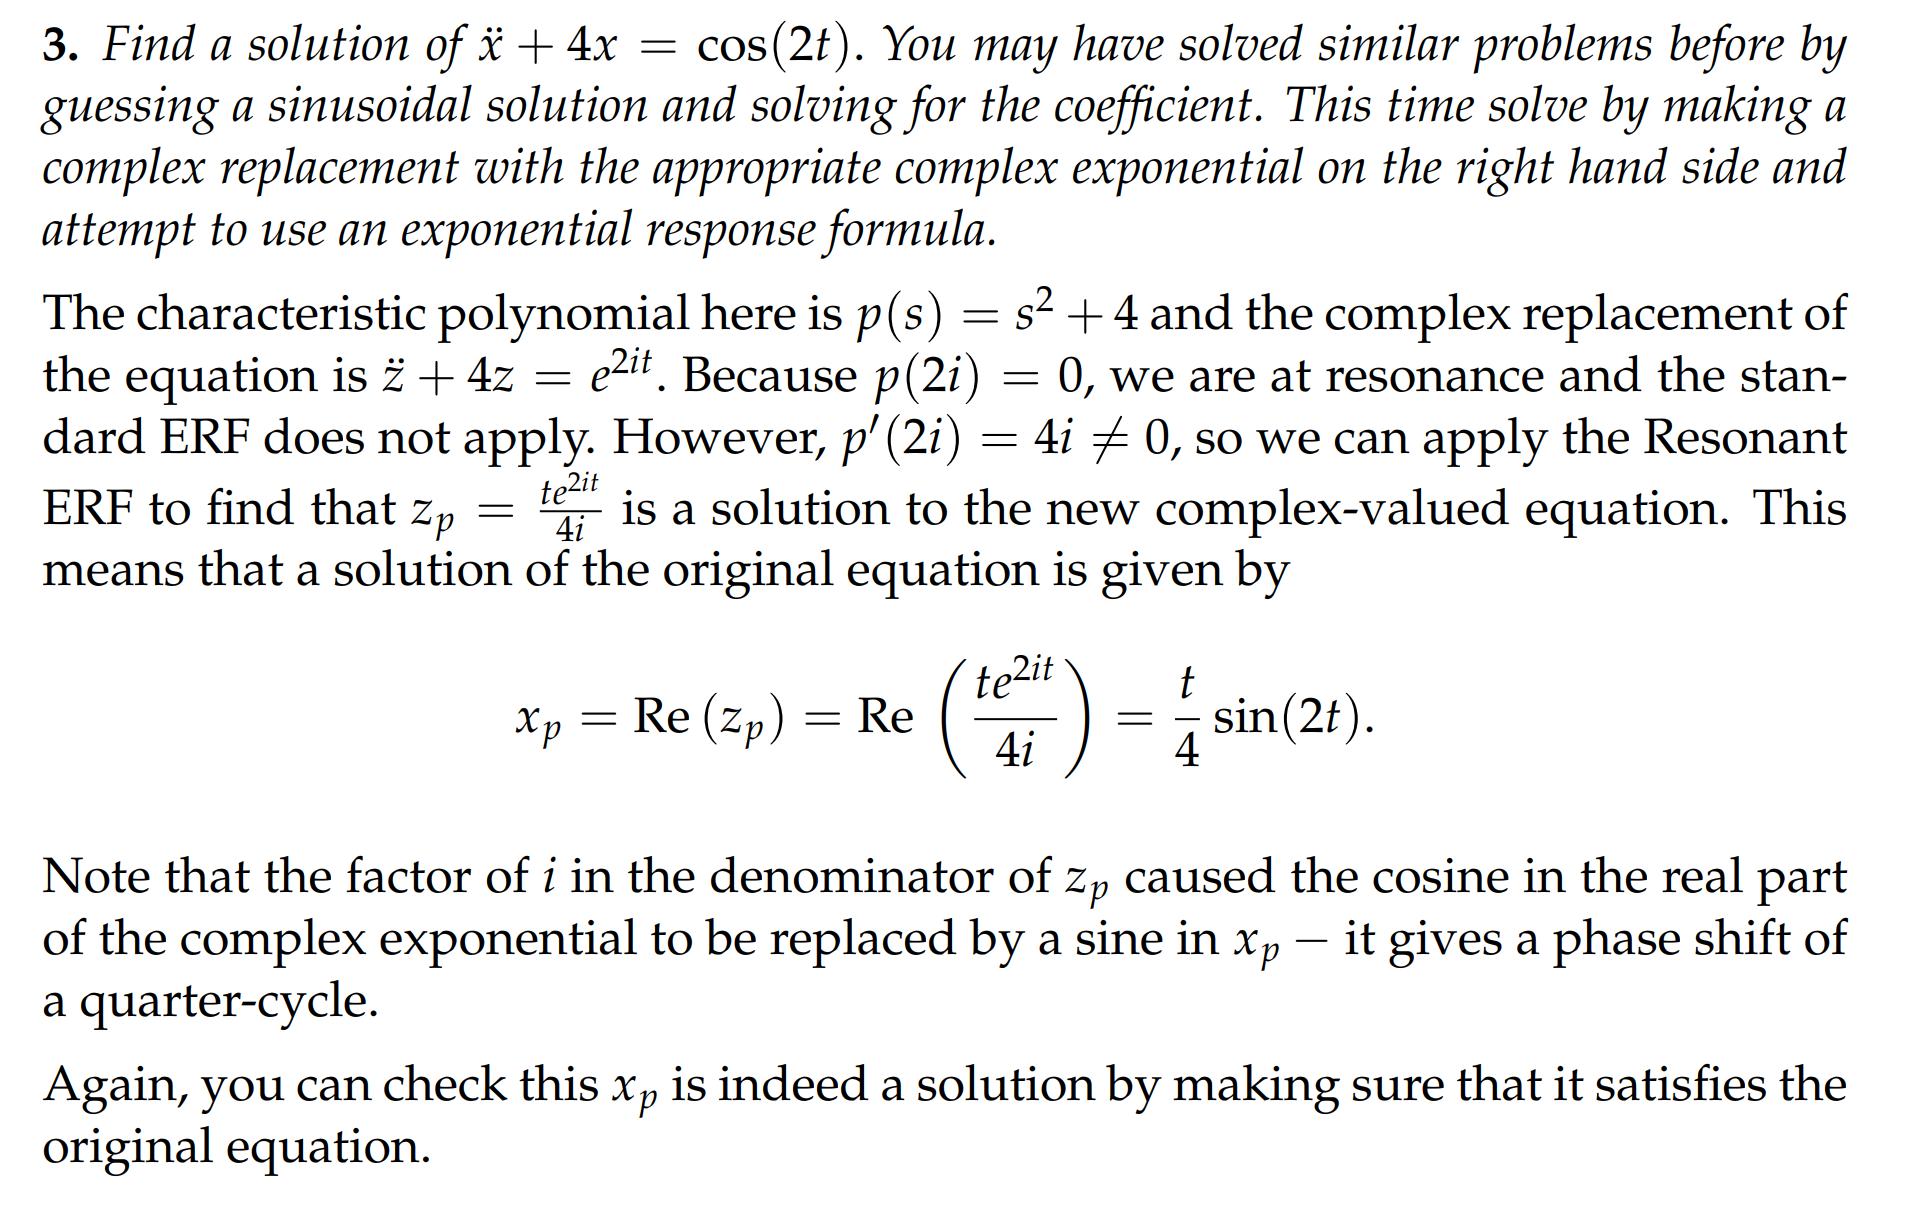 3. Find a solution of ẍ + 4x = cos(2t). You may have solved similar problems before by
guessing a sinusoidal solution and solving for the coefficient. This time solve by making a
complex replacement with the appropriate complex exponential on the right hand side and
attempt to use an exponential response formula.
The characteristic polynomial here is p(s) = s² + 4 and the complex replacement of
the equation is z̈ + 4z = e^{2it}. Because p(2i) = 0, we are at resonance and the stan-
dard ERF does not apply. However, p′(2i) = 4i ≠ 0, so we can apply the Resonant
ERF to find that z_p = \frac{te^{2it}}{4i} is a solution to the new complex-valued equation. This
means that a solution of the original equation is given by
x_p = Re (z_p) = Re \left( \frac{te^{2it}}{4i} \right) = \frac{t}{4} sin(2t).
Note that the factor of i in the denominator of z_p caused the cosine in the real part
of the complex exponential to be replaced by a sine in x_p – it gives a phase shift of
a quarter-cycle.
Again, you can check this x_p is indeed a solution by making sure that it satisfies the
original equation.